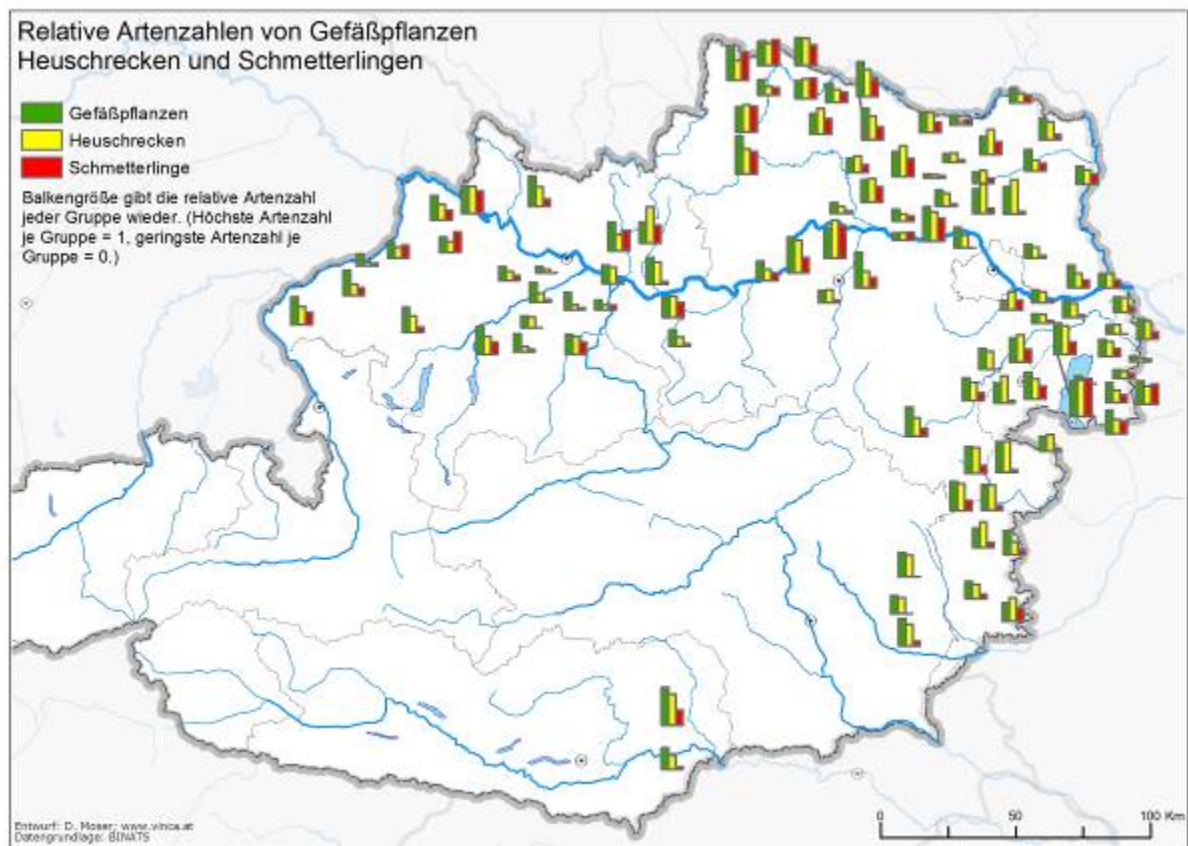 Relative Artenzahlen von Gefäßpflanzen
Heuschrecken und Schmetterlingen
Gefäßpflanzen
Heuschrecken
Schmetterlinge
Balkengröße gibt die relative Artenzahl
jeder Gruppe wieder. (Höchste Artenzahl
je Gruppe = 1, geringste Artenzahl je
Gruppe = 0.)
Entwurf: D. Moser; www.vinca.at
Datengrundlage: BINATS
0 50 100 Km